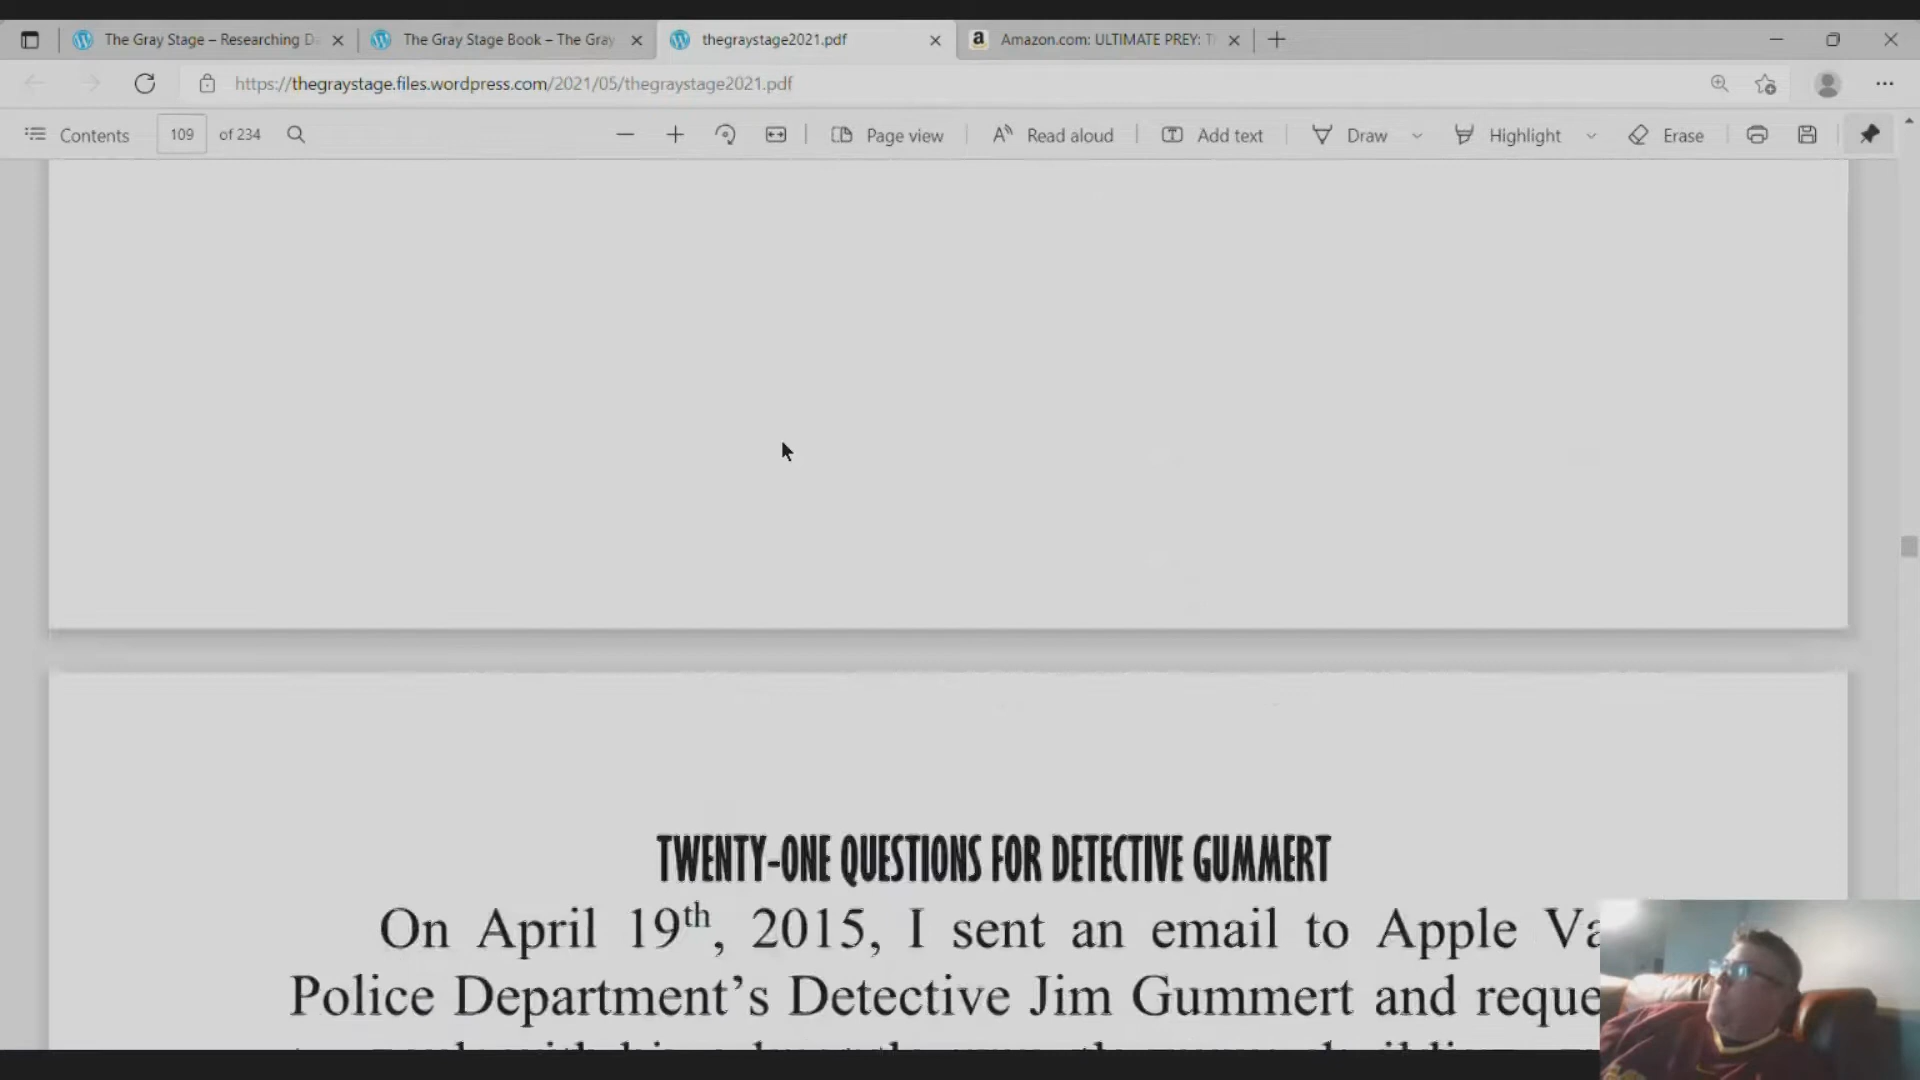 The Gray Stage – Researching D
The Gray Stage Book – The Gray
thegraystage2021.pdf
Amazon.com: ULTIMATE PREY: T
https://thegraystage.files.wordpress.com/2021/05/thegraystage2021.pdf
Contents 109 of 234 Page view Read aloud Add text Draw Highlight Erase
TWENTY-ONE QUESTIONS FOR DETECTIVE GUMMERT
On April 19th, 2015, I sent an email to Apple Va
Police Department’s Detective Jim Gummert and reque